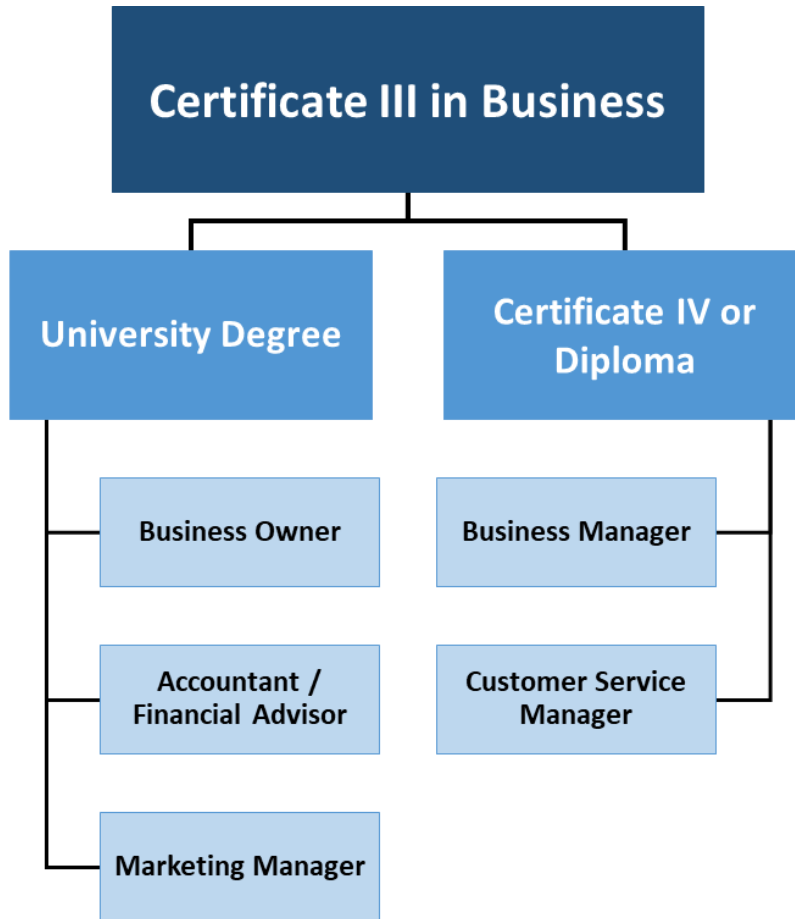 Certificate III in Business
University Degree
Certificate IV or
Diploma
Business Owner
Business Manager
Accountant /
Financial Advisor
Customer Service
Manager
Marketing Manager